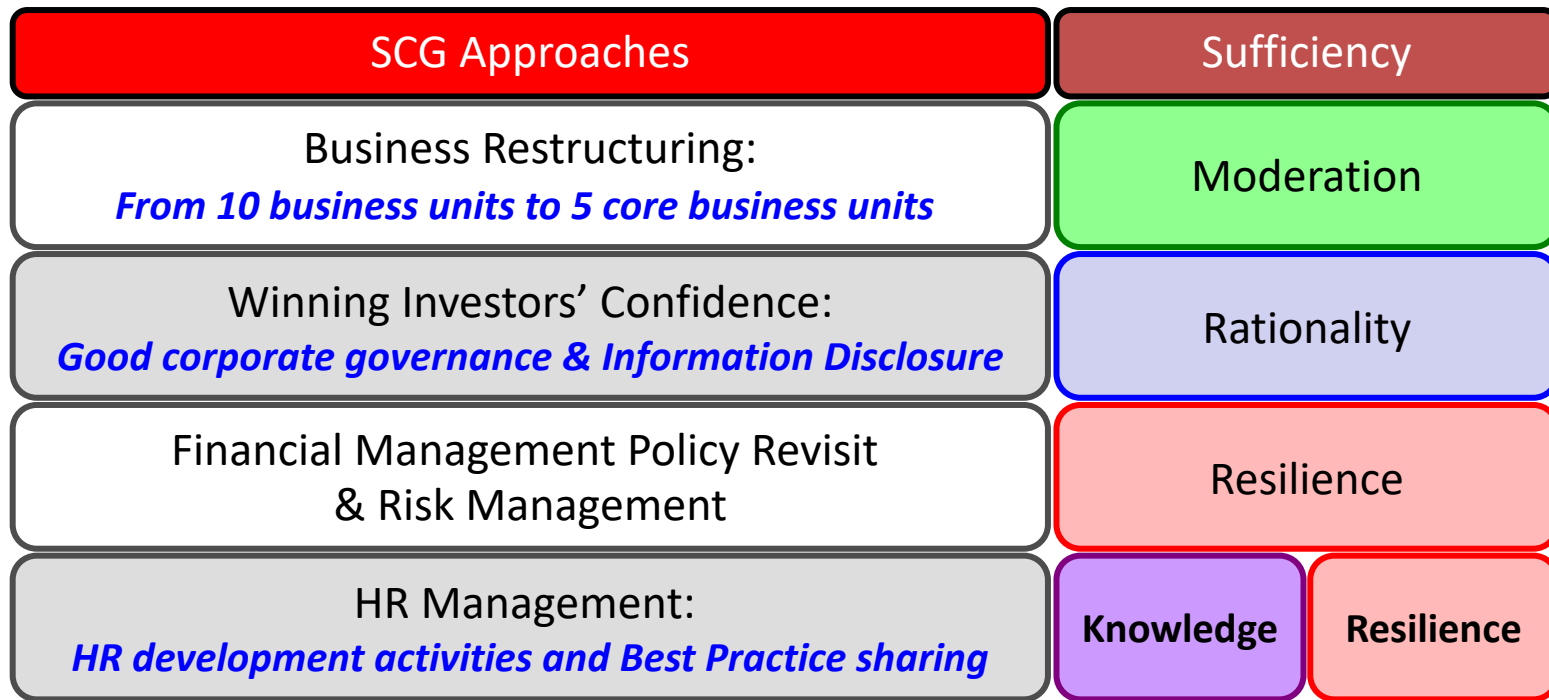 SCG Approaches
Sufficiency
Business Restructuring:
From 10 business units to 5 core business units
Moderation
Winning Investors’ Confidence:
Good corporate governance & Information Disclosure
Rationality
Financial Management Policy Revisit
& Risk Management
Resilience
HR Management:
HR development activities and Best Practice sharing
Knowledge
Resilience